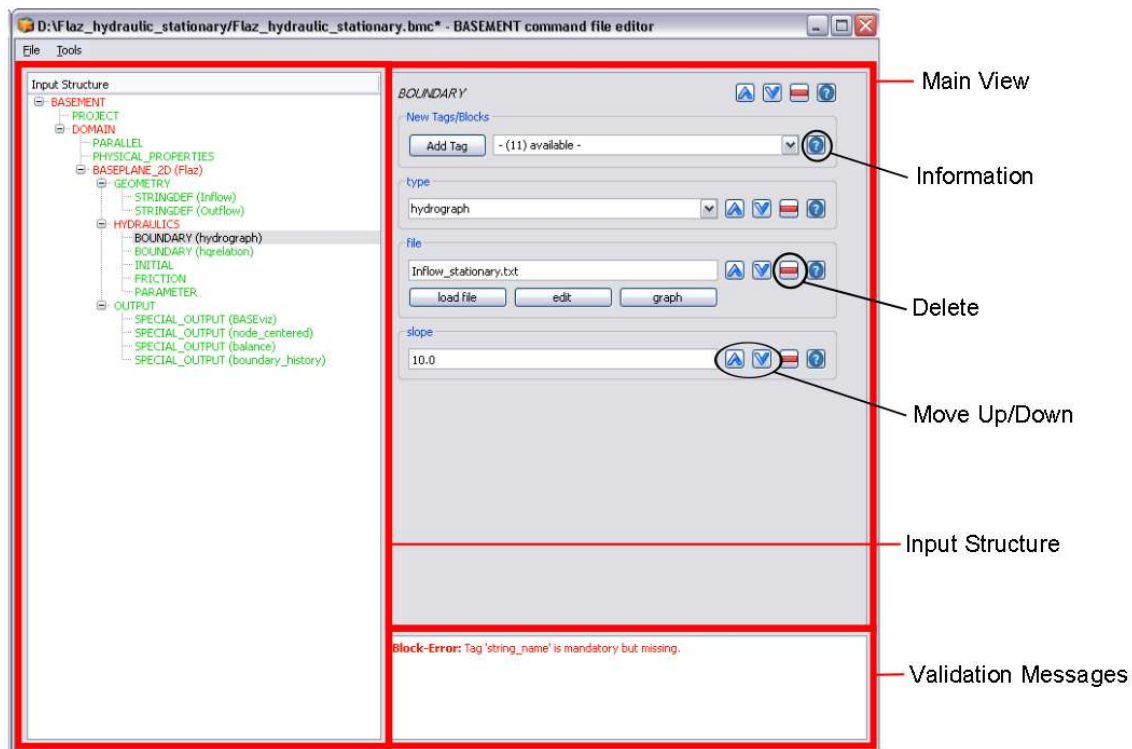 D:\Flaz_hydraulic_stationary/Flaz_hydraulic_stationary.bmc* - BASEMENT command file editor
File Tools
Input Structure
BASEMENT
PROJECT
DOMAIN
PARALLEL
PHYSICAL_PROPERTIES
BASEPLANE_2D (Flaz)
GEOMETRY
STRINGDEF (Inflow)
STRINGDEF (Outflow)
HYDRAULICS
BOUNDARY (hydrograph)
BOUNDARY (hqrelation)
INITIAL
FRICTION
PARAMETER
OUTPUT
SPECIAL_OUTPUT (BASEviz)
SPECIAL_OUTPUT (node_centered)
SPECIAL_OUTPUT (balance)
SPECIAL_OUTPUT (boundary_history)
BOUNDARY
New Tags/Blocks
Add Tag - (11) available -
type
hydrograph
file
Inflow_stationary.txt
load file edit graph
slope
10.0
Block-Error: Tag 'string_name' is mandatory but missing.
Main View
Information
Delete
Move Up/Down
Input Structure
Validation Messages